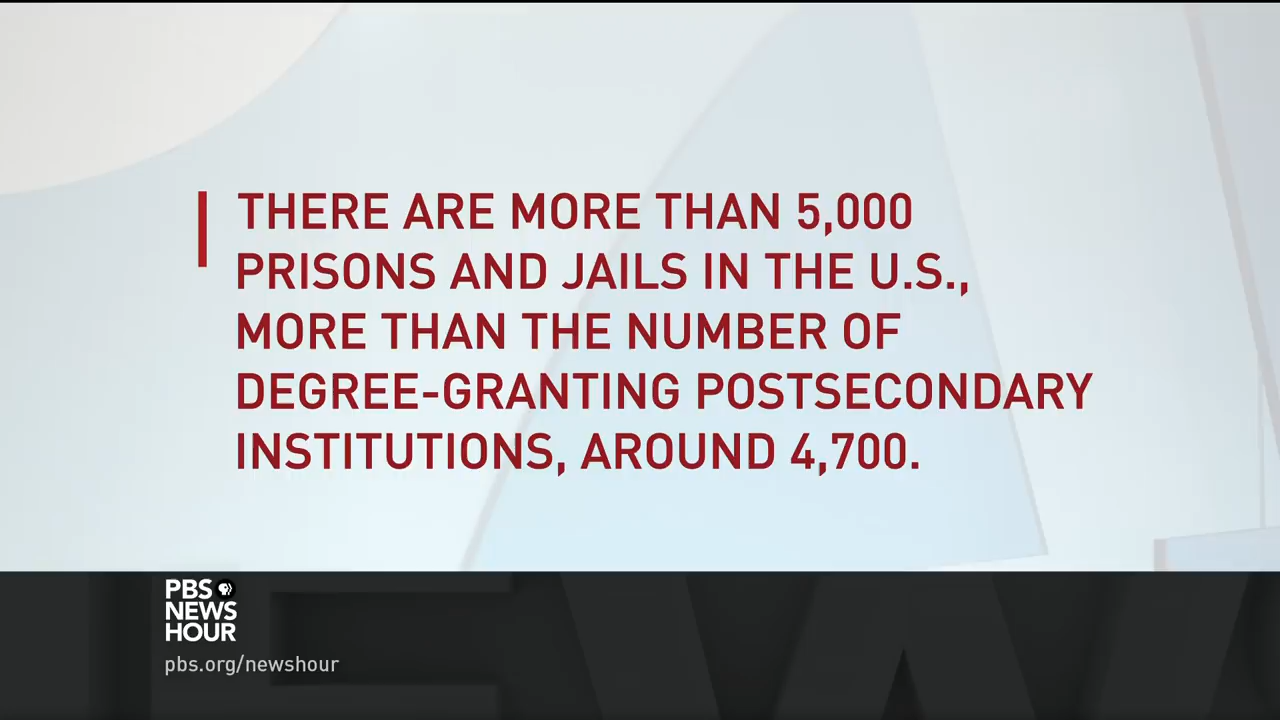 THERE ARE MORE THAN 5,000
PRISONS AND JAILS IN THE U.S.,
MORE THAN THE NUMBER OF
DEGREE-GRANTING POSTSECONDARY
INSTITUTIONS, AROUND 4,700.
PBS
NEWS
HOUR
pbs.org/newshour